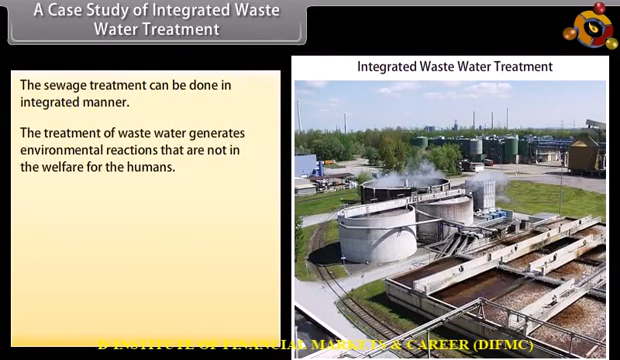 A Case Study of Integrated Waste
Water Treatment
Integrated Waste Water Treatment
The sewage treatment can be done in
integrated manner.
The treatment of waste water generates
environmental reactions that are not in
the welfare for the humans.
D'INSTITUTE OF FINANCIAL MARKETS & CAREER (DIFMC)